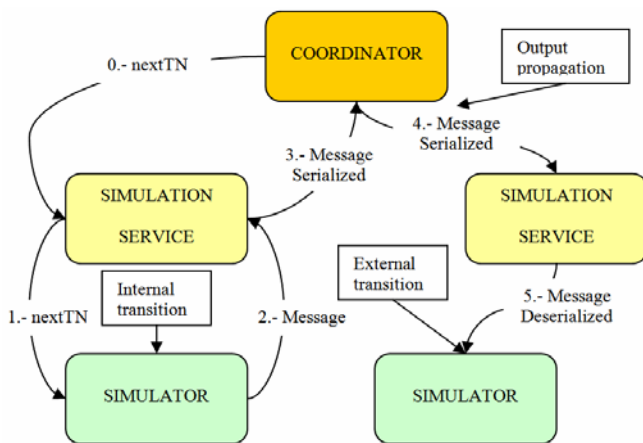 COORDINATOR
Output
propagation
0.- nextTN
4.- Message
Serialized
3.- Message
Serialized
SIMULATION
SERVICE
SIMULATION
SERVICE
Internal
transition
External
transition
1.- nextTN
2.- Message
5.- Message
Deserialized
SIMULATOR
SIMULATOR